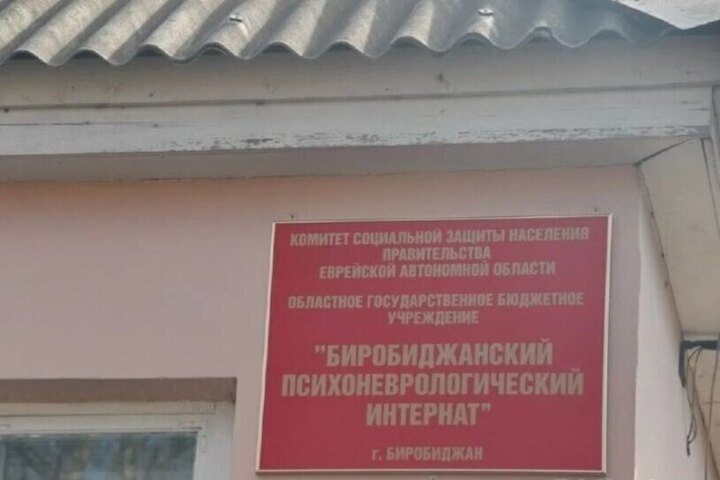 КОМИТЕТ СОЦИАЛЬНОЙ ЗАЩИТЫ НАСЕЛЕНИЯ
ПРАВИТЕЛЬСТВА
ЕВРЕЙСКОЙ АВТОНОМНОЙ ОБЛАСТИ
ОБЛАСТНОЕ ГОСУДАРСТВЕННОЕ БЮДЖЕТНОЕ
УЧРЕЖДЕНИЕ
"БИРОБИДЖАНСКИЙ
ПСИХОНЕВРОЛОГИЧЕСКИЙ
ИНТЕРНАТ"
г. БИРОБИДЖАН